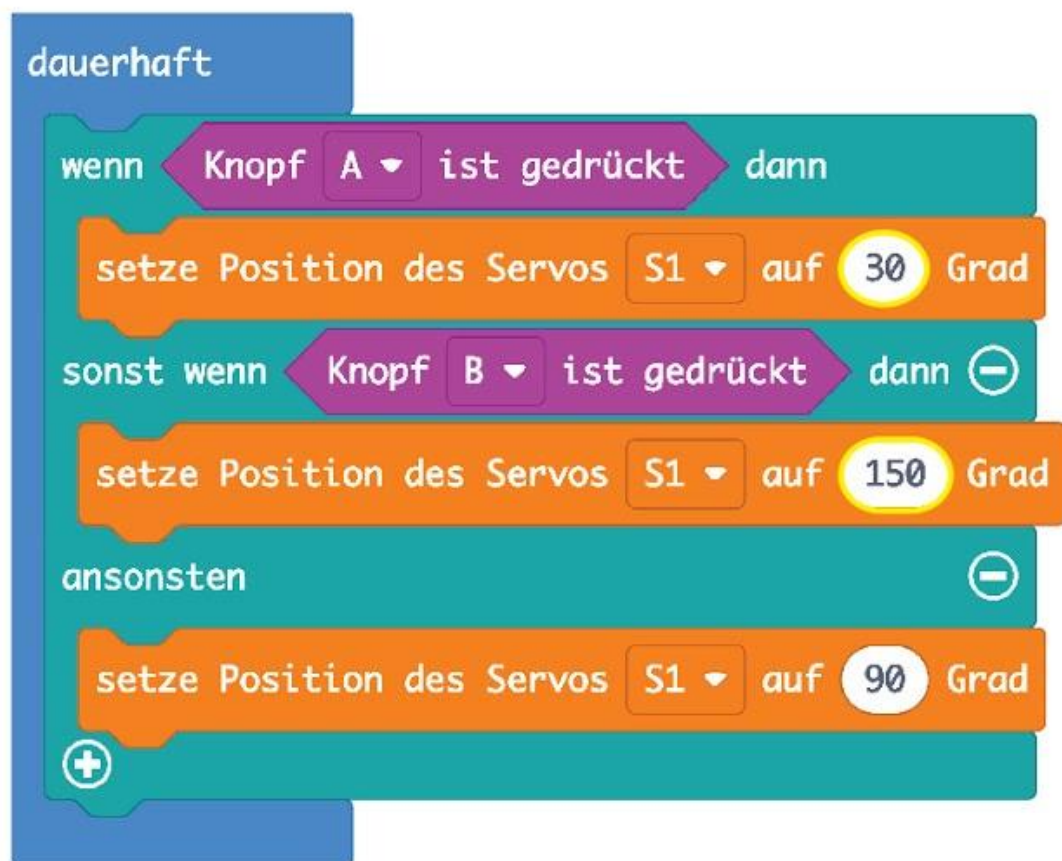 dauerhaft
wenn Knopf A ist gedrückt dann
setze Position des Servos S1 auf 30 Grad
sonst wenn Knopf B ist gedrückt dann
setze Position des Servos S1 auf 150 Grad
ansonsten
setze Position des Servos S1 auf 90 Grad